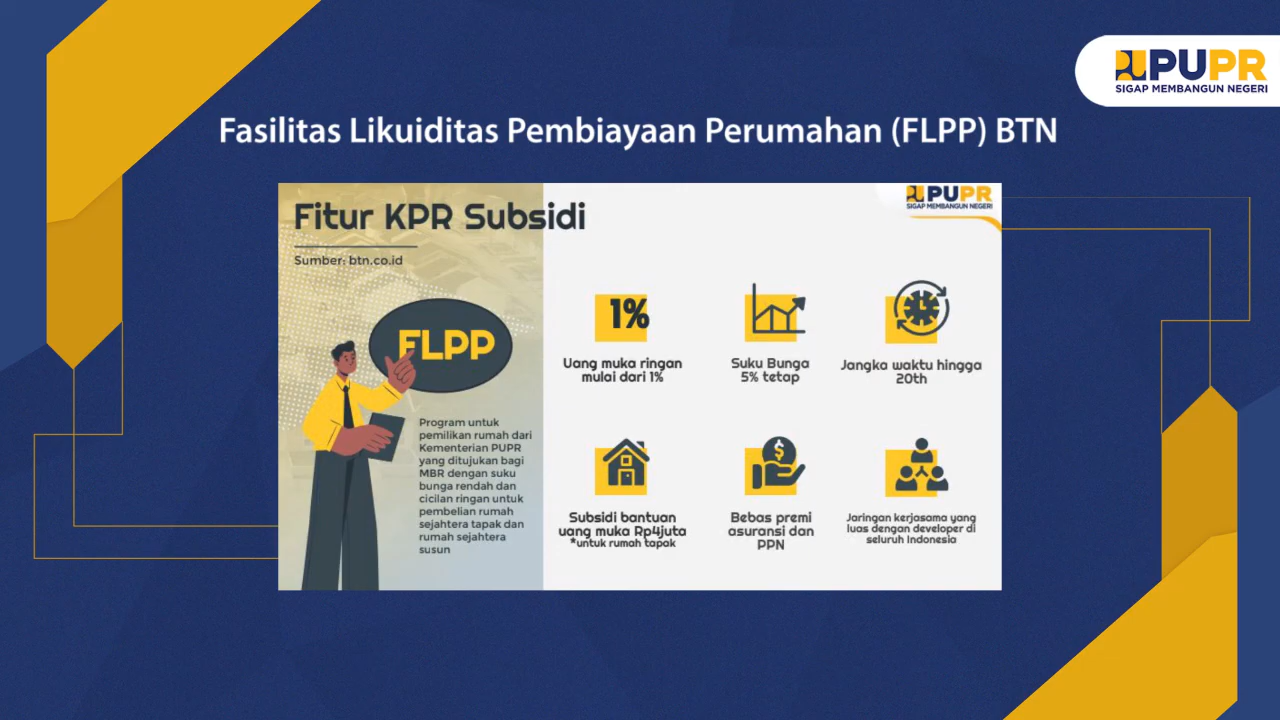 PUPR
SIGAP MEMBANGUN NEGERI
Fasilitas Likuiditas Pembiayaan Perumahan (FLPP) BTN
Fitur KPR Subsidi
Sumber: btn.co.id
PUPR
SIGAP MEMBANGUN NEGERI
FLPP
Program untuk
pemilikan rumah dari
Kementerian PUPR
yang ditujukan bagi
MBR dengan suku
bunga rendah dan
cicilan ringan untuk
pembelian rumah
sejahtera tapak dan
rumah sejahtera
susun
1%
Uang muka ringan
mulai dari 1%
Suku Bunga
5% tetap
Jangka waktu hingga
20th
Subsidi bantuan
uang muka Rp4juta
*untuk rumah tapak
$
Bebas premi
asuransi dan
PPN
Jaringan kerjasama yang
luas dengan developer di
seluruh Indonesia